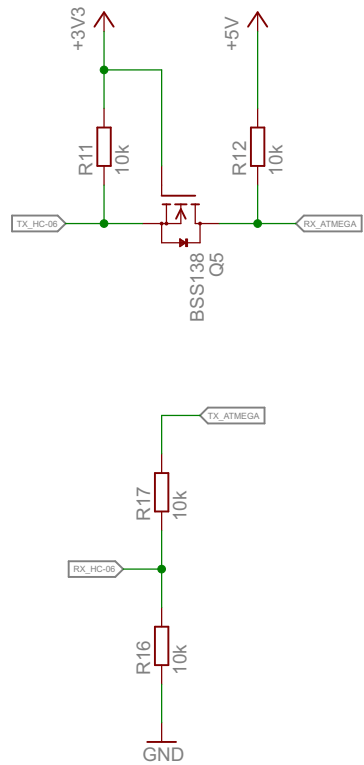 +3V3
+5V
R11
10k
R12
10k
TX_HC-06
RX_ATMEGA
BSS138
Q5
TX_ATMEGA
R17
10k
RX_HC-06
R16
10k
GND